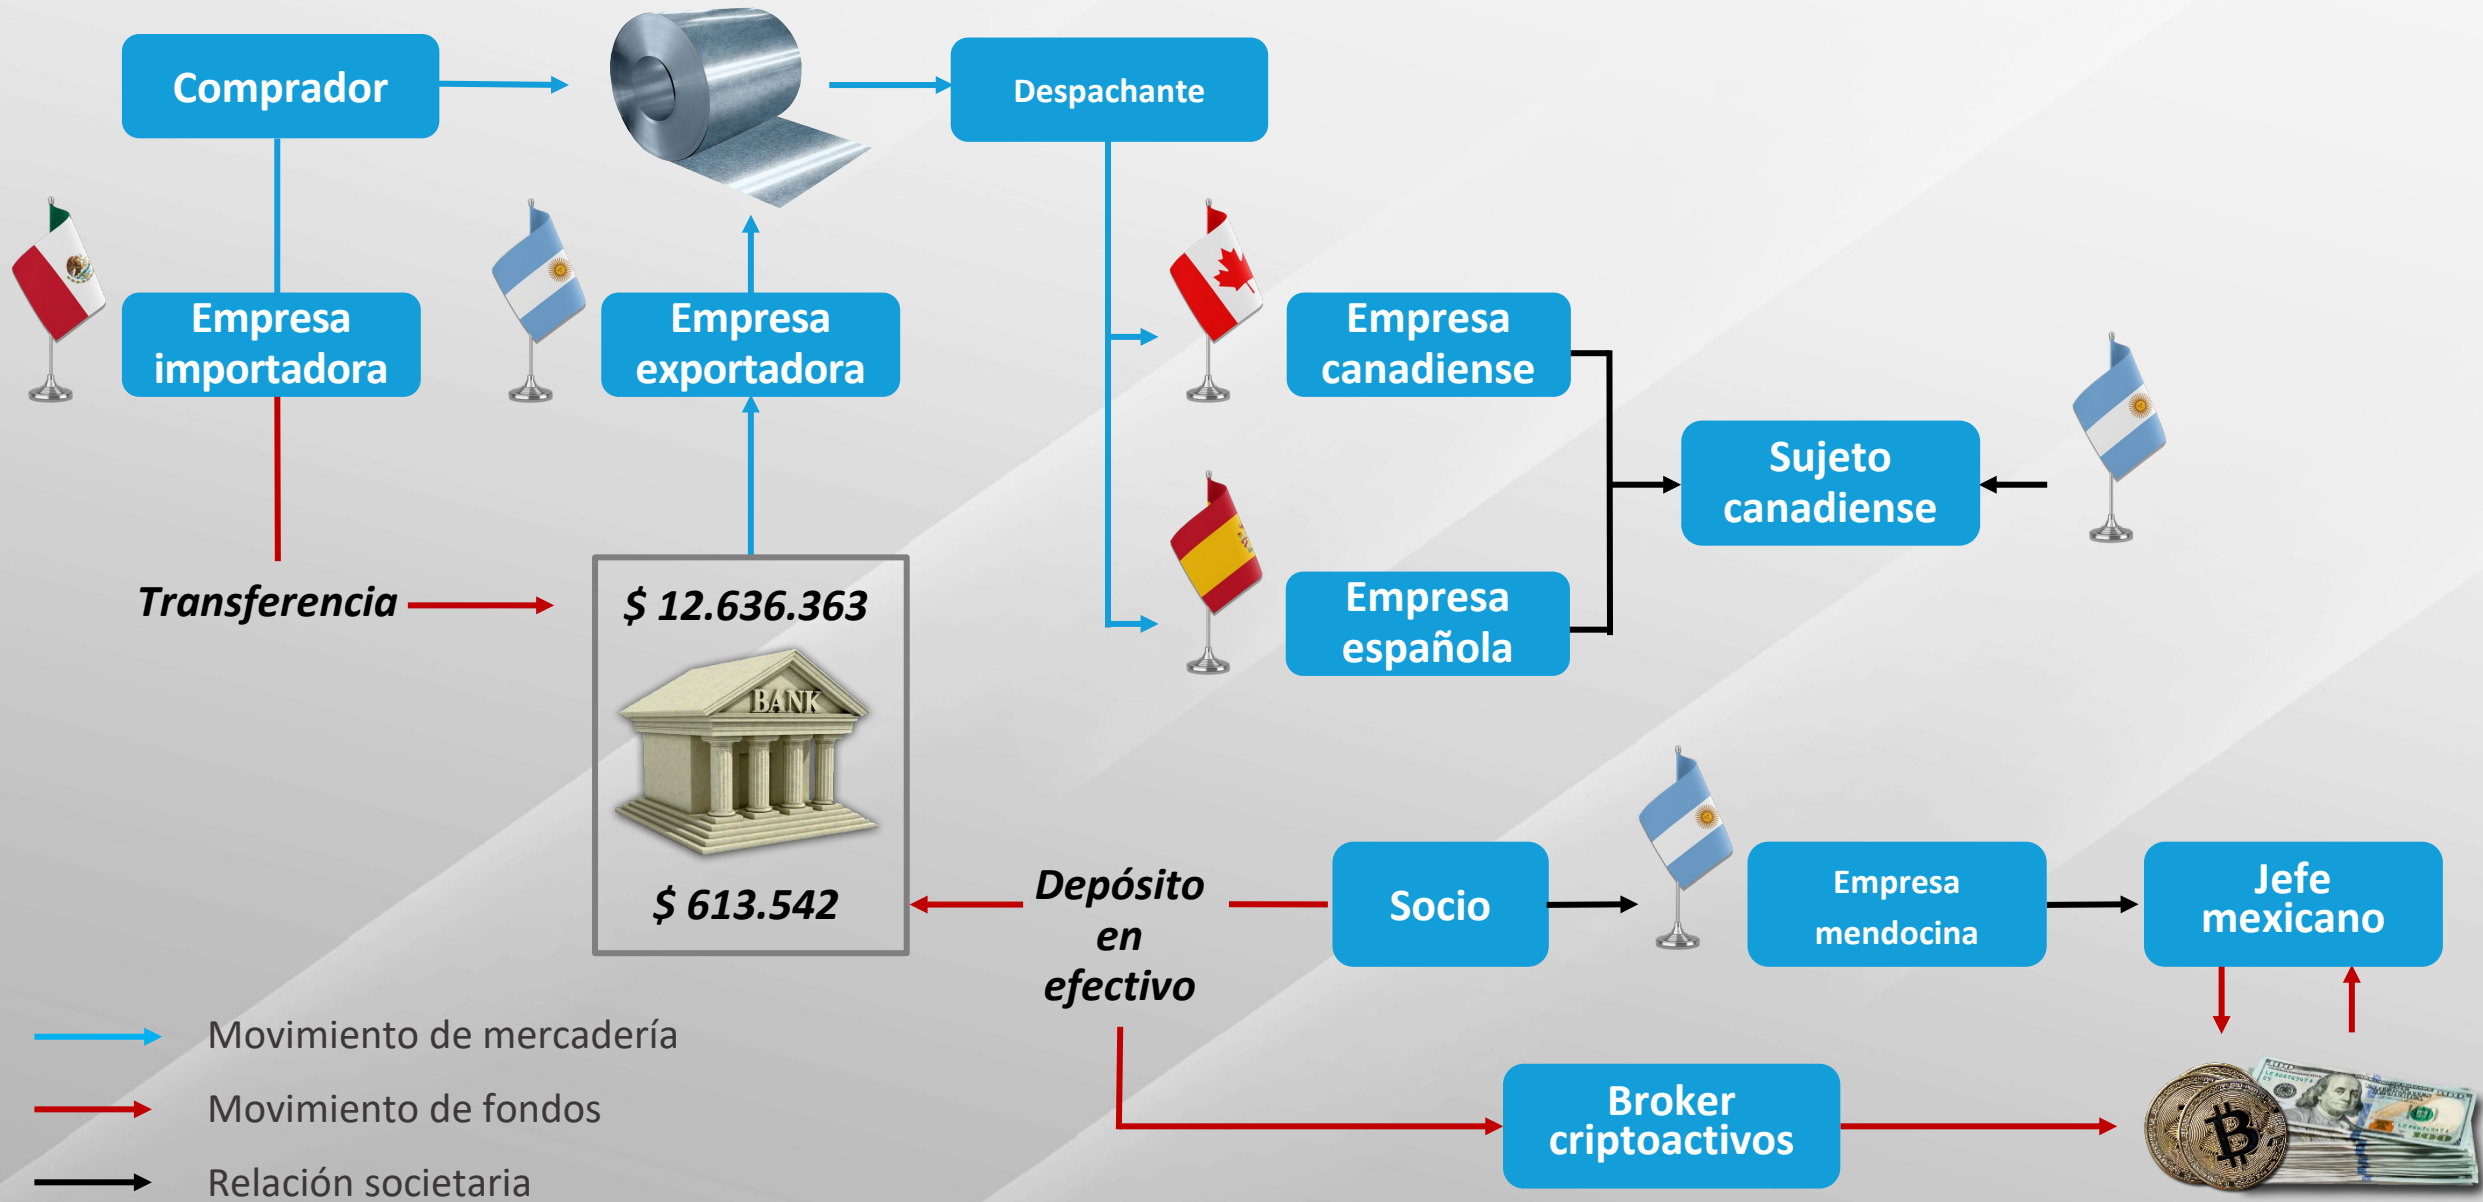 Comprador
Despachante
Empresa
importadora
Empresa
exportadora
Empresa
canadiense
Sujeto
canadiense
Empresa
española
Transferencia
$ 12.636.363
BANK
$ 613.542
Depósito
en
efectivo
Socio
Empresa
mendocina
Jefe
mexicano
Broker
criptoactivos
100
Movimiento de mercadería
Movimiento de fondos
Relación societaria